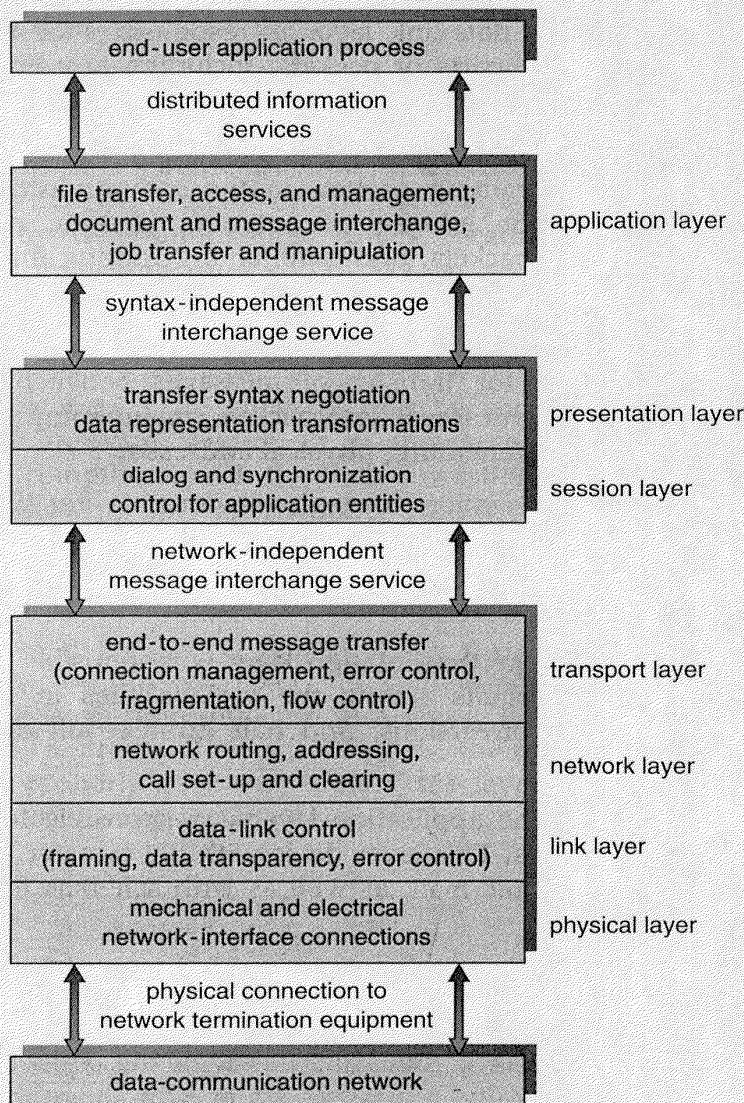 end-user application process
distributed information
services
file transfer, access, and management;
document and message interchange,
job transfer and manipulation
application layer
syntax-independent message
interchange service
transfer syntax negotiation
data representation transformations
presentation layer
dialog and synchronization
control for application entities
session layer
network-independent
message interchange service
end-to-end message transfer
(connection management, error control,
fragmentation, flow control)
transport layer
network routing, addressing,
call set-up and clearing
network layer
data-link control
(framing, data transparency, error control)
link layer
mechanical and electrical
network-interface connections
physical layer
physical connection to
network termination equipment
data-communication network